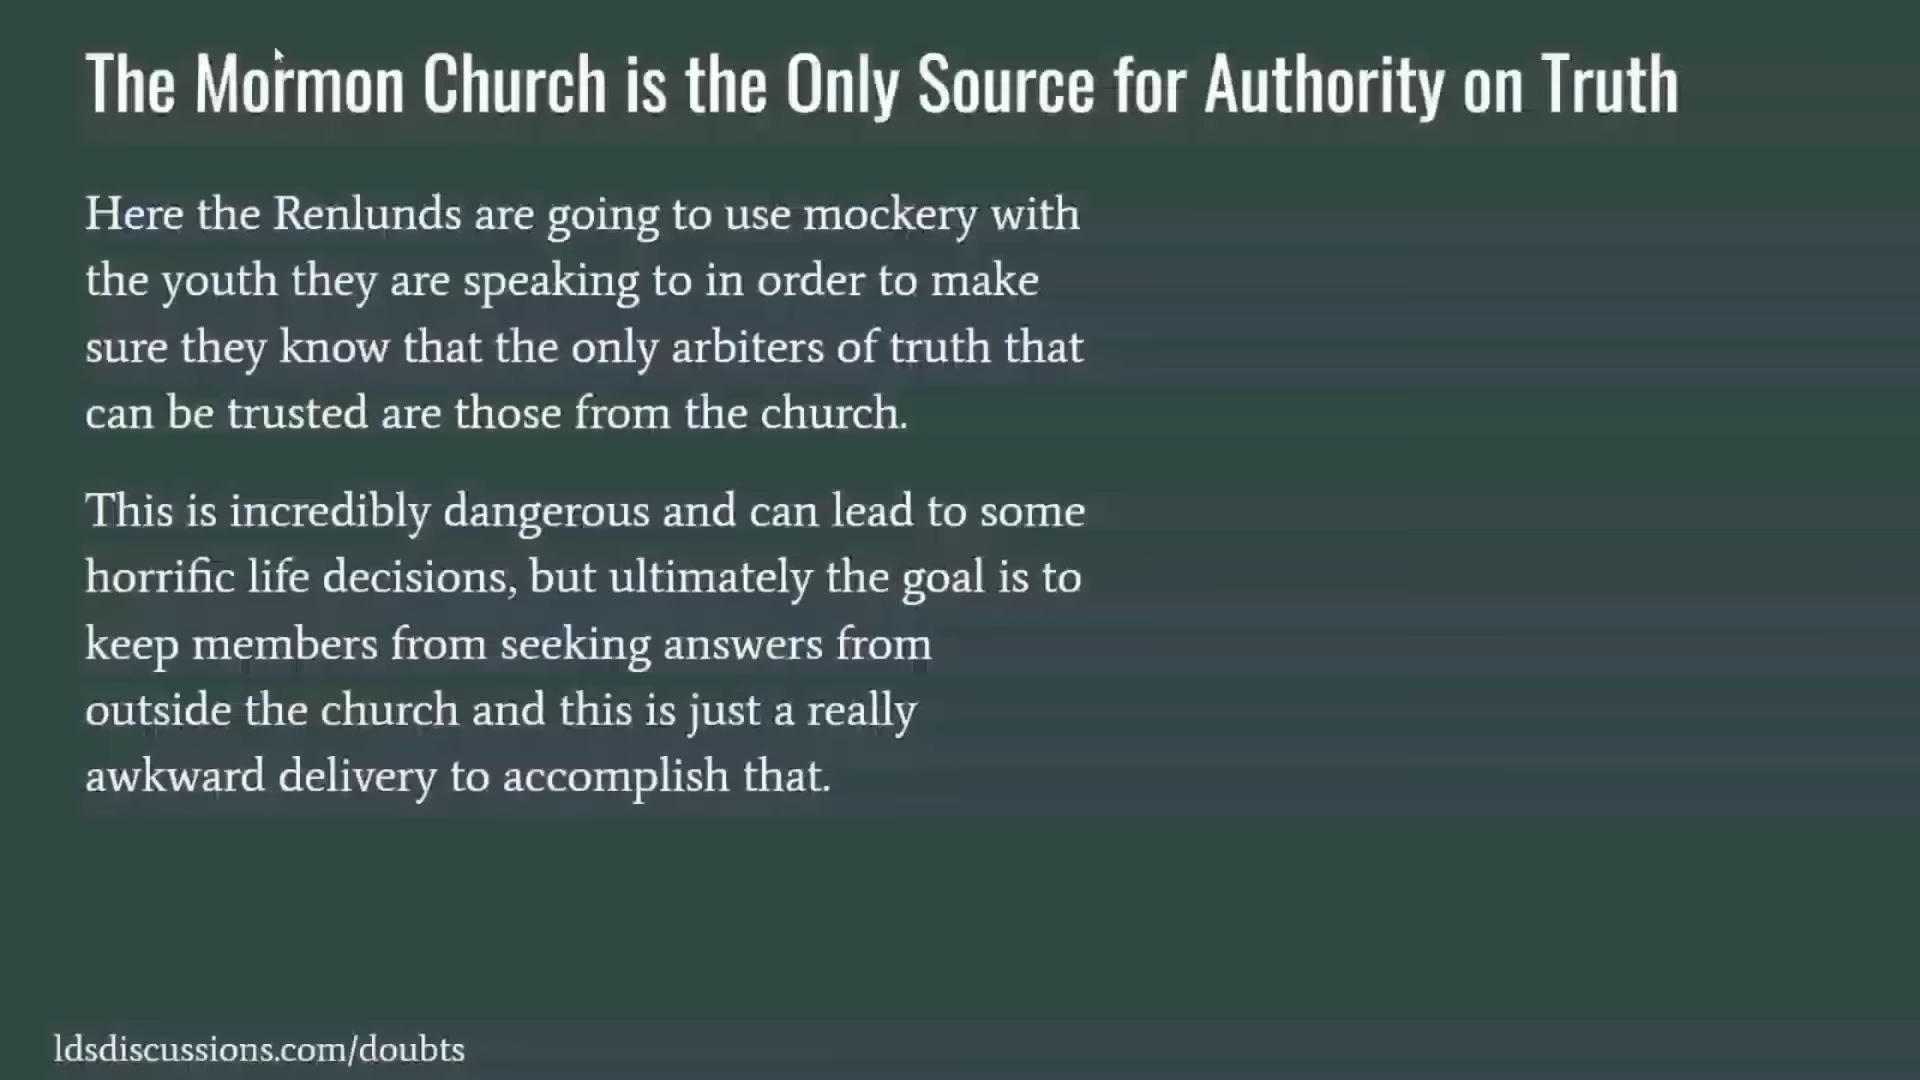 The Mormon Church is the Only Source for Authority on Truth
Here the Renlunds are going to use mockery with
the youth they are speaking to in order to make
sure they know that the only arbiters of truth that
can be trusted are those from the church.
This is incredibly dangerous and can lead to some
horrific life decisions, but ultimately the goal is to
keep members from seeking answers from
outside the church and this is just a really
awkward delivery to accomplish that.
ldsdiscussions.com/doubts